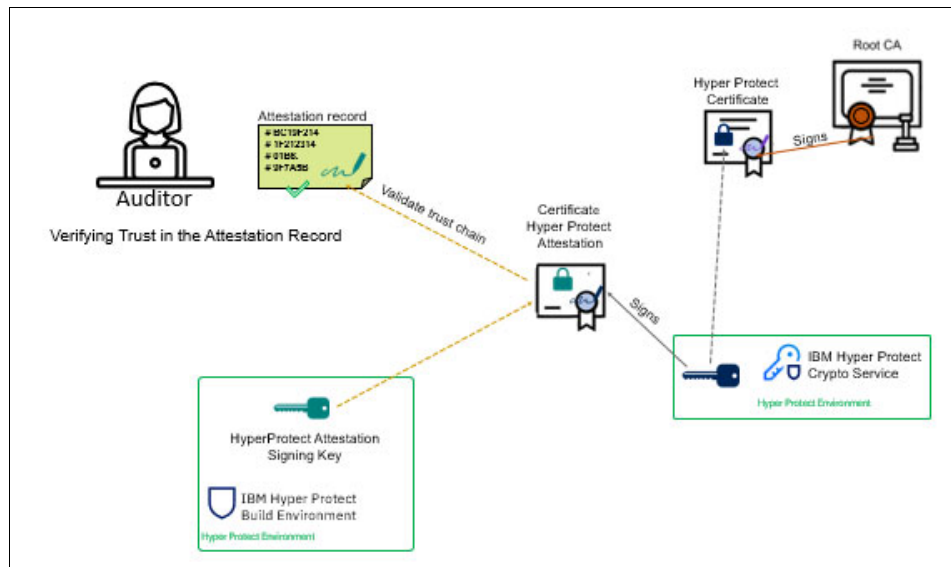 Root CA
Hyper Protect
Certificate
Signs
Attestation record
# BC19F214
# 1F212314
# 01B8.
# 9F7A5B
Auditor
Verifying Trust in the Attestation Record
Validate trust chain
Certificate
Hyper Protect
Attestation
Signs
IBM Hyper Protect
Crypto Service
Hyper Protect Environment
HyperProtect Attestation
Signing Key
IBM Hyper Protect
Build Environment
Hyper Protect Environment